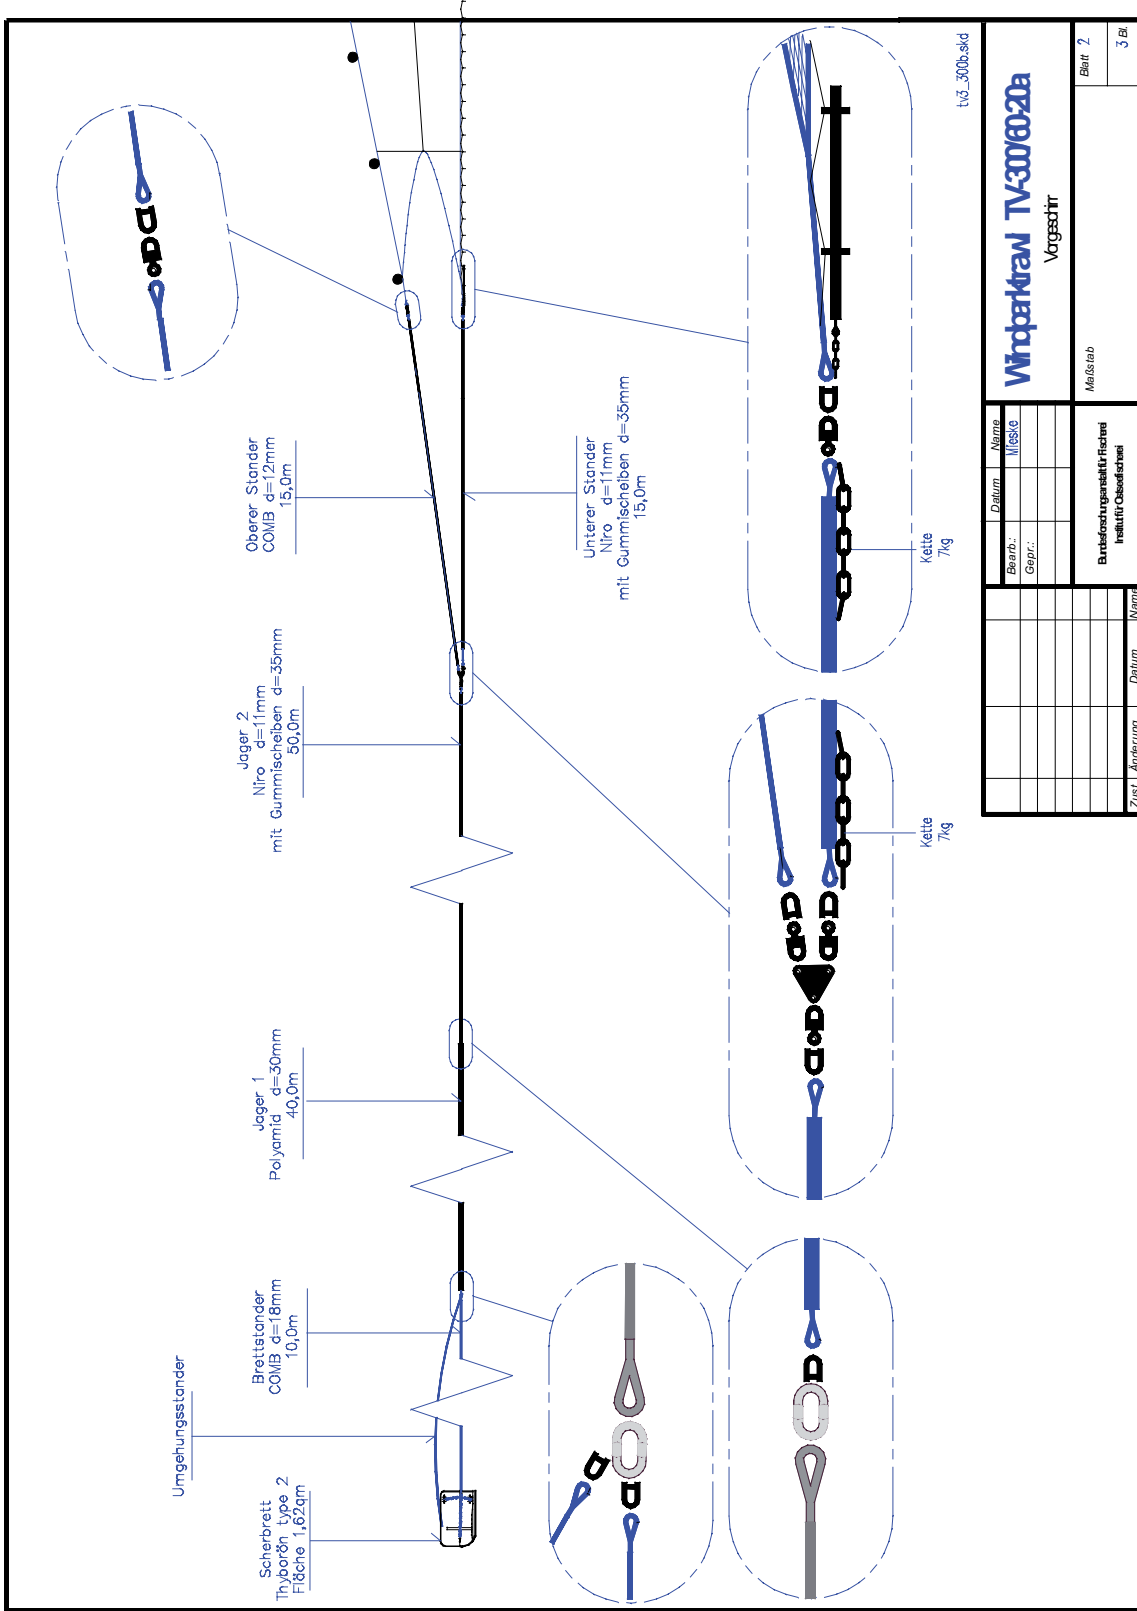 Scherbrett
Thyborön type 2
Fläche 1,62qm
Umgehungsstander
Brettstander
COMB d=18mm
10,0m
Jager 1
Polyamid d=30mm
40,0m
Jager 2
Niro d=11mm
mit Gummischeiben d=35mm
50,0m
Oberer Stander
COMB d=12mm
15,0m
Unterer Stander
Niro d=11mm
mit Gummischeiben d=35mm
15,0m
Kette
7kg
Kette
7kg
tv3_300b.skd
Zust. Änderung Datum Name
Datum Name
Bearb.: Mieske
Gepr.:
Bundesforschungsanstalt für Fischerei
Institut für Ostseefischerei
Windparktrawl TV-300/60-20a
Vorgeschirr
Maßstab
Blatt 2
3 Bl.